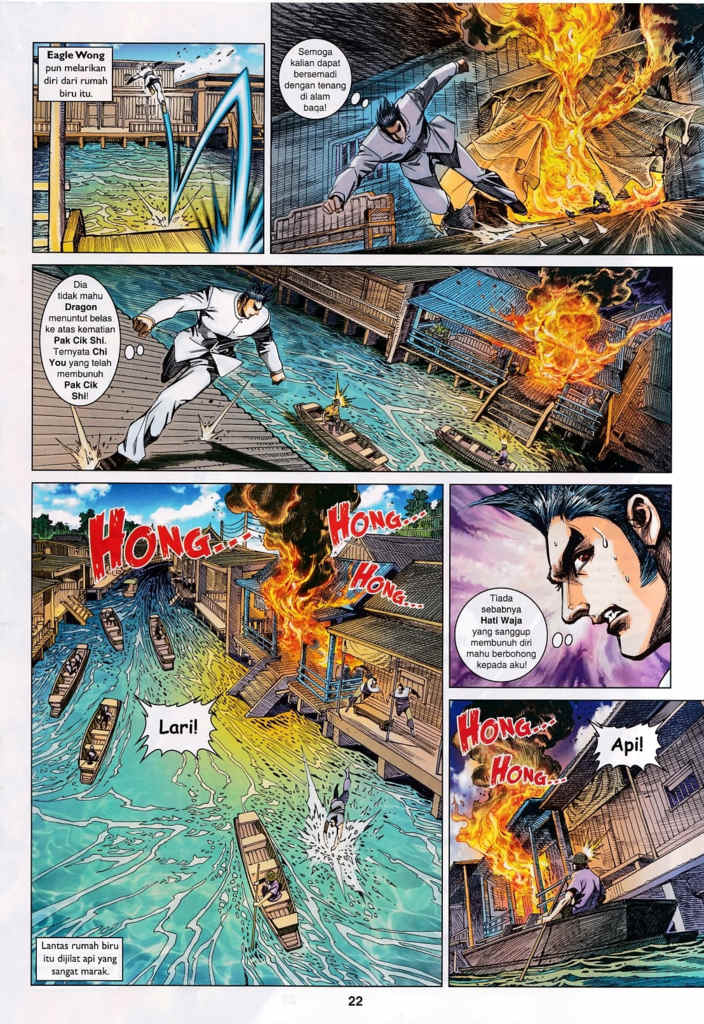 Eagle Wong
pun melarikan
diri dari rumah
biru itu.
Semoga
kalian dapat
bersemadi
dengan tenang
di alam
baqa!
Dia
tidak mahu
Dragon
menuntut belas
ke atas kematian
Pak Cik Shi.
Ternyata Chi
You yang telah
membunuh
Pak Cik
Shi!
HONG...
HONG...
HONG...
Lari!
Lantas rumah biru
itu dijilat api yang
sangat marak.
Tiada
sebabnya
Hati Waja
yang sanggup
membunuh diri
mahu berbohong
kepada aku!
HONG...
HONG...
Api!
22